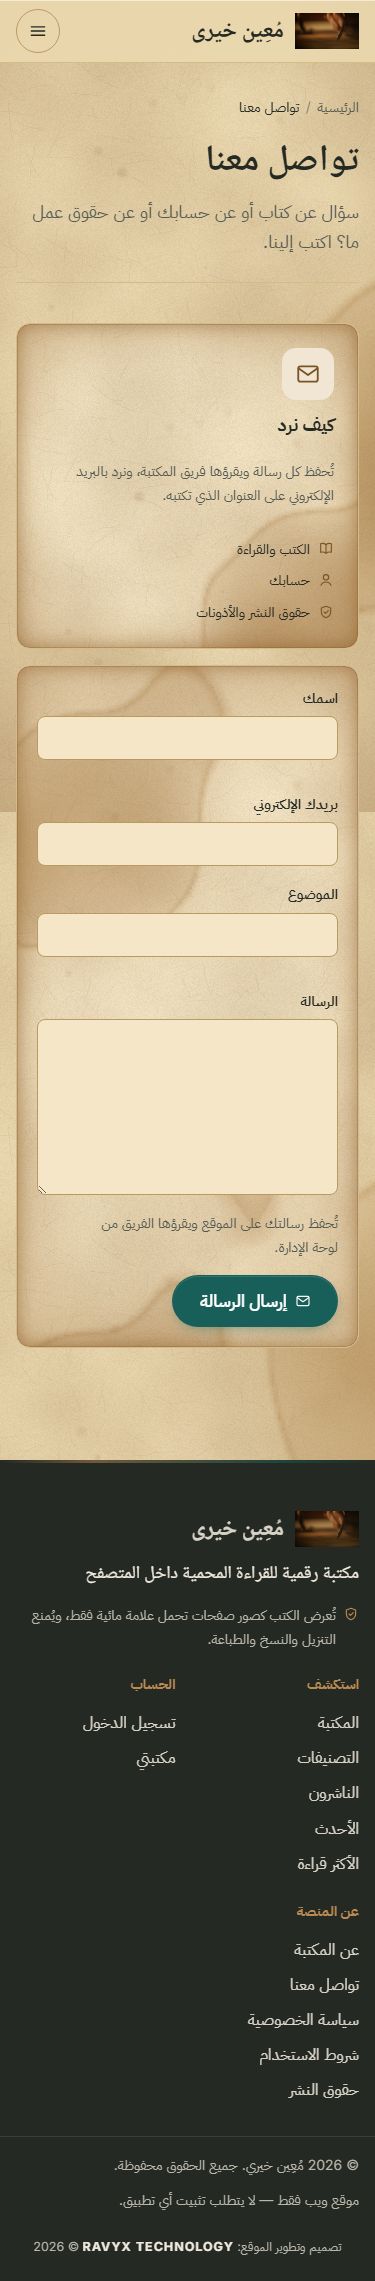 مُعِين خيرى
الرئيسية / تواصل معنا
تواصل معنا
سؤال عن كتاب أو عن حسابك أو عن حقوق عمل
ما؟ اكتب إلينا.
كيف نرد
تُحفظ كل رسالة ويقرؤها فريق المكتبة، ونرد بالبريد
الإلكتروني على العنوان الذي تكتبه.
الكتب والقراءة
حسابك
حقوق النشر والأذونات
اسمك
بريدك الإلكتروني
الموضوع
الرسالة
تُحفظ رسالتك على الموقع ويقرؤها الفريق من
لوحة الإدارة.
إرسال الرسالة
مُعِين خيرى
مكتبة رقمية للقراءة المحمية داخل المتصفح
تُعرض الكتب كصور صفحات تحمل علامة مائية فقط، ويُمنع
التنزيل والنسخ والطباعة.
استكشف
المكتبة
التصنيفات
الناشرون
الأحدث
الأكثر قراءة
الحساب
تسجيل الدخول
مكتبتي
عن المنصة
عن المكتبة
تواصل معنا
سياسة الخصوصية
شروط الاستخدام
حقوق النشر
© 2026 مُعِين خيري. جميع الحقوق محفوظة.
موقع ويب فقط — لا يتطلب تثبيت أي تطبيق.
تصميم وتطوير الموقع: RAVYX TECHNOLOGY © 2026